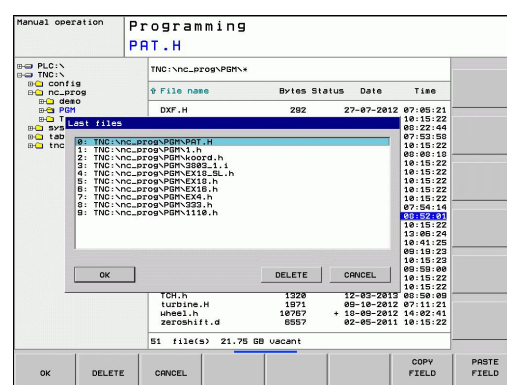 Manual operation
Programming
PAT.H
PLC:\
TNC:\
config
nc_prog
demo
PGM
T
sys
tab
tnc
TNC:\nc_prog\PGM\*
File name Bytes Status Date Time
DXF.H 292 27-07-2012 07:05:21
10:15:22
08:22:44
07:53:58
10:15:22
08:08:18
10:15:22
10:15:22
10:15:22
10:15:22
10:15:22
07:54:14
08:52:01
10:15:22
13:06:24
10:41:25
09:19:23
10:15:23
09:59:00
10:15:22
10:15:22
Last files
0: TNC:\nc_prog\PGM\PAT.H
1: TNC:\nc_prog\PGM\1.h
2: TNC:\nc_prog\PGM\koord.h
3: TNC:\nc_prog\PGM\3803_1.i
4: TNC:\nc_prog\PGM\EX18_SL.h
5: TNC:\nc_prog\PGM\EX18.h
6: TNC:\nc_prog\PGM\EX16.h
7: TNC:\nc_prog\PGM\EX4.h
8: TNC:\nc_prog\PGM\333.h
9: TNC:\nc_prog\PGM\1110.h
OK DELETE CANCEL
TCH.h 1320 12-03-2013 08:50:09
turbine.H 1971 09-10-2012 07:11:21
wheel.h 10767 + 18-09-2012 14:02:41
zeroshift.d 6557 02-05-2011 10:15:22
51 file(s) 21.75 GB vacant
OK DELETE CANCEL COPY FIELD PASTE FIELD